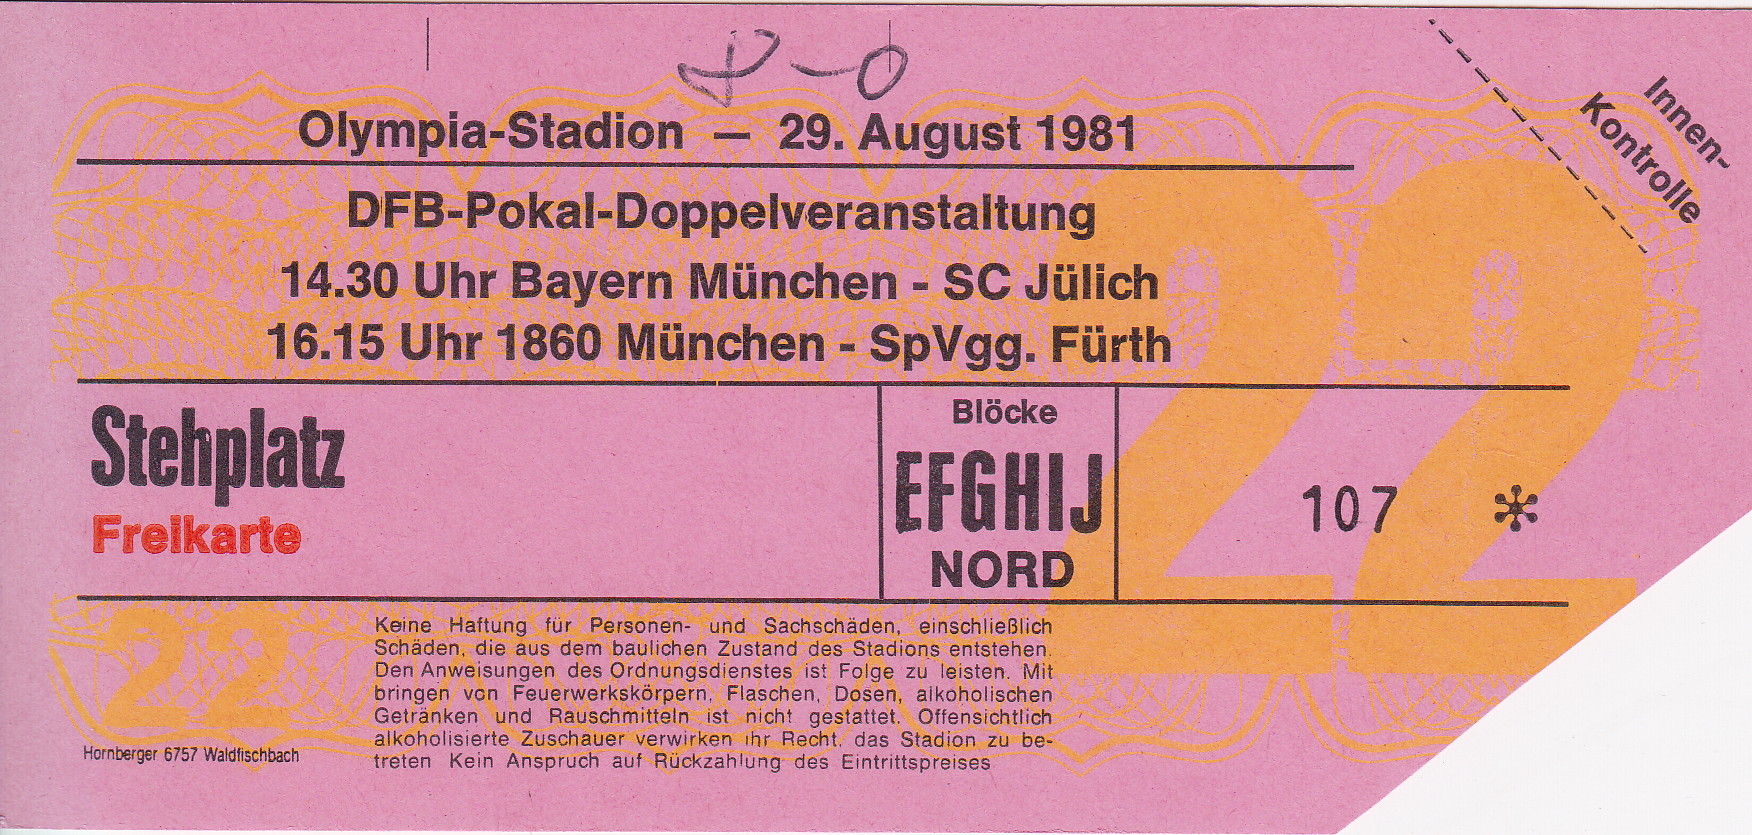 8-0
Olympia-Stadion — 29. August 1981
Innen-
Kontrolle
DFB-Pokal-Doppelveranstaltung
14.30 Uhr Bayern München - SC Jülich
16.15 Uhr 1860 München - SpVgg. Fürth
22
Stehplatz
Freikarte
Blöcke
EFGHIJ
NORD
107 *
22
Keine Haftung für Personen- und Sachschäden, einschließlich
Schäden, die aus dem baulichen Zustand des Stadions entstehen.
Den Anweisungen des Ordnungsdienstes ist Folge zu leisten. Mit
bringen von Feuerwerkskörpern, Flaschen, Dosen, alkoholischen
Getränken und Rauschmitteln ist nicht gestattet. Offensichtlich
alkoholisierte Zuschauer verwirken ihr Recht, das Stadion zu be-
treten Kein Anspruch auf Rückzahlung des Eintrittspreises
Hornberger 6757 Waldfischbach